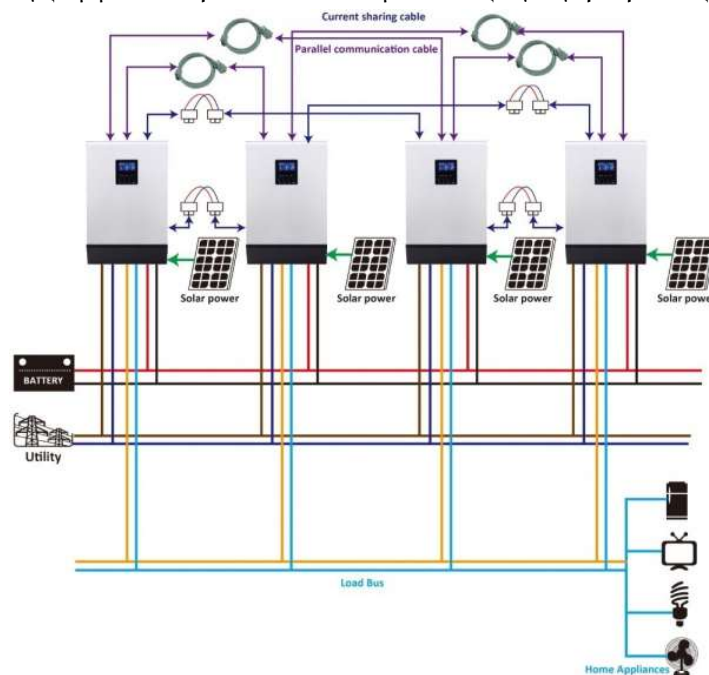 Current sharing cable
Parallel communication cable
Solar power
Solar power
Solar power
Solar power
BATTERY
Utility
Load Bus
Home Appliances